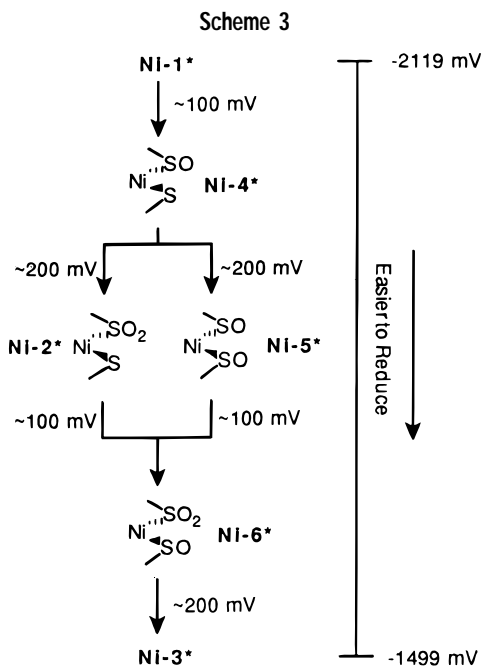 Scheme 3
Ni-1* -2119 mV
~100 mV
SO
Ni Ni-4*
S
~200 mV ~200 mV
SO2 SO
Ni-2* Ni Ni Ni-5*
S SO
~100 mV ~100 mV
SO2
Ni Ni-6*
SO
~200 mV
Ni-3* -1499 mV
Easier to Reduce